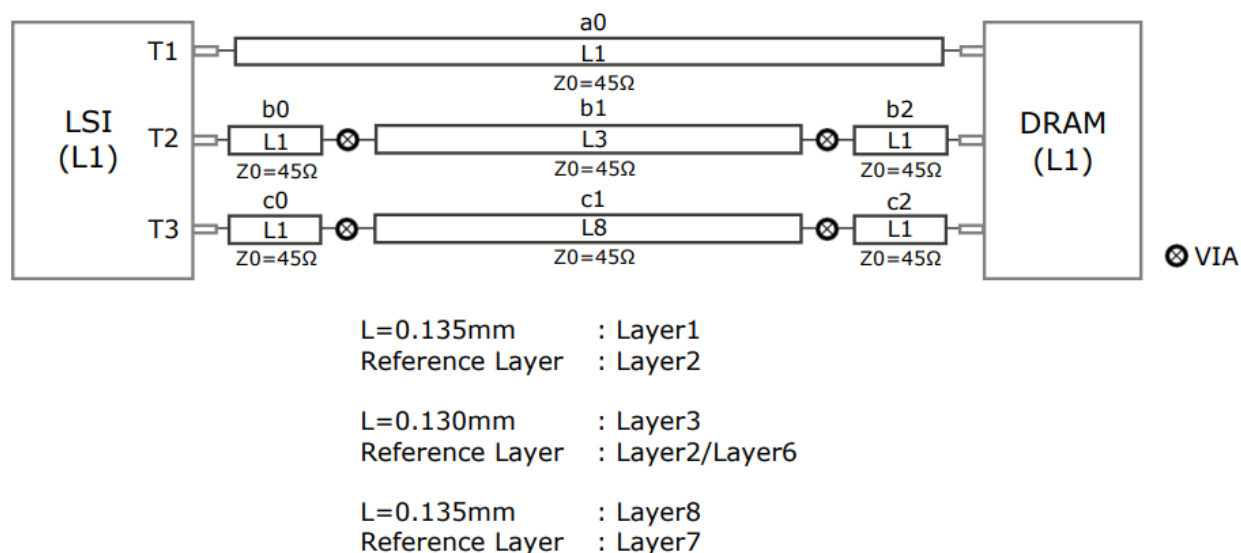 a0
T1
L1
Z0=45Ω
b0
b1
b2
LSI
(L1)
T2
L1
L3
L1
DRAM
(L1)
Z0=45Ω
Z0=45Ω
Z0=45Ω
c0
c1
c2
T3
L1
L8
L1
Z0=45Ω
Z0=45Ω
Z0=45Ω
VIA
L=0.135mm : Layer1
Reference Layer : Layer2
L=0.130mm : Layer3
Reference Layer : Layer2/Layer6
L=0.135mm : Layer8
Reference Layer : Layer7